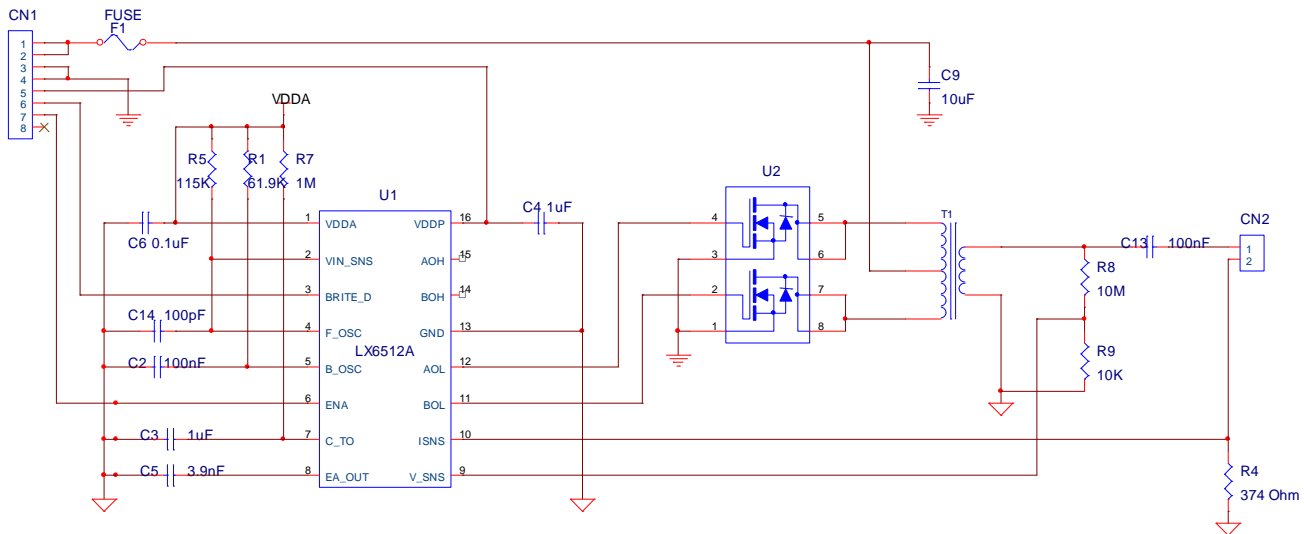 CN1
FUSE
F1
1
2
3
4
5
6
7
8
C9
10uF
VDDA
R5
115K
R1
61.9K
R7
1M
U1
C6 0.1uF
C14 100pF
C2 100nF
C3 1uF
C5 3.9nF
1 VDDA
2 VIN_SNS
3 BRITE_D
4 F_OSC
5 B_OSC
6 ENA
7 C_TO
8 EA_OUT
LX6512A
VDDP 16
AOH 15
BOH 14
GND 13
AOL 12
BOL 11
ISNS 10
V_SNS 9
C4 1uF
U2
4
3
2
1
5
6
7
8
T1
C13 100nF
CN2
1
2
R8
10M
R9
10K
R4
374 Ohm